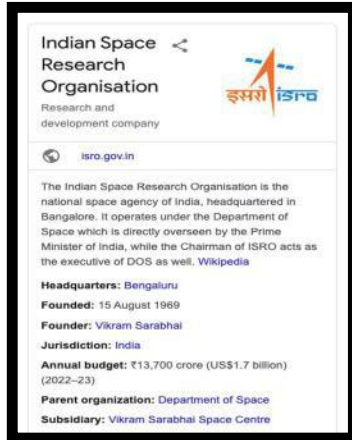 Indian Space
Research
Organisation
Research and
development company
इसरो isro
isro.gov.in
The Indian Space Research Organisation is the
national space agency of India, headquartered in
Bangalore. It operates under the Department of
Space which is directly overseen by the Prime
Minister of India, while the Chairman of ISRO acts as
the executive of DOS as well. Wikipedia
Headquarters: Bengaluru
Founded: 15 August 1969
Founder: Vikram Sarabhai
Jurisdiction: India
Annual budget: ₹13,700 crore (US$1.7 billion)
(2022–23)
Parent organization: Department of Space
Subsidiary: Vikram Sarabhai Space Centre